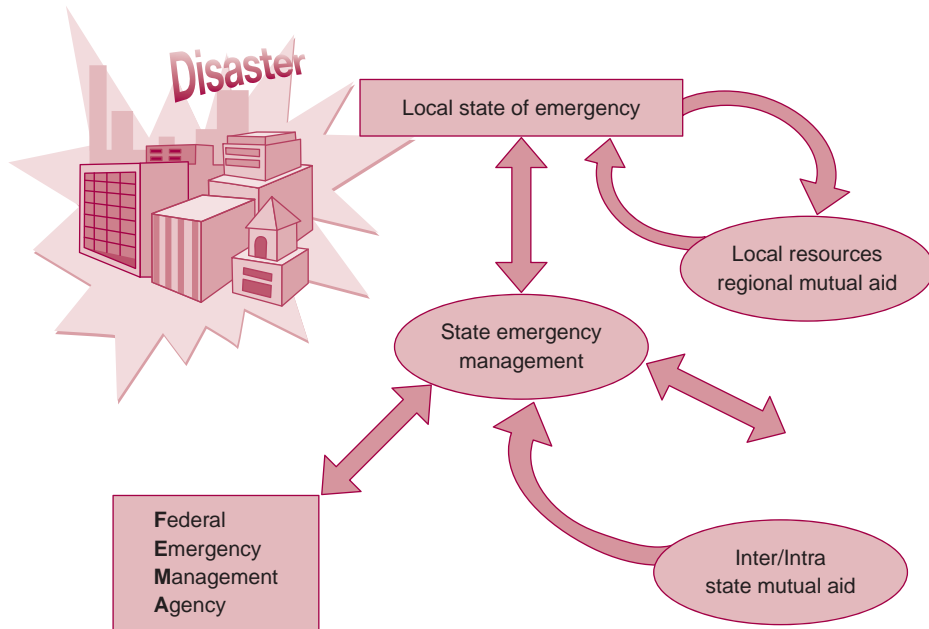 Disaster
Local state of emergency
Local resources
regional mutual aid
State emergency
management
Federal
Emergency
Management
Agency
Inter/Intra
state mutual aid